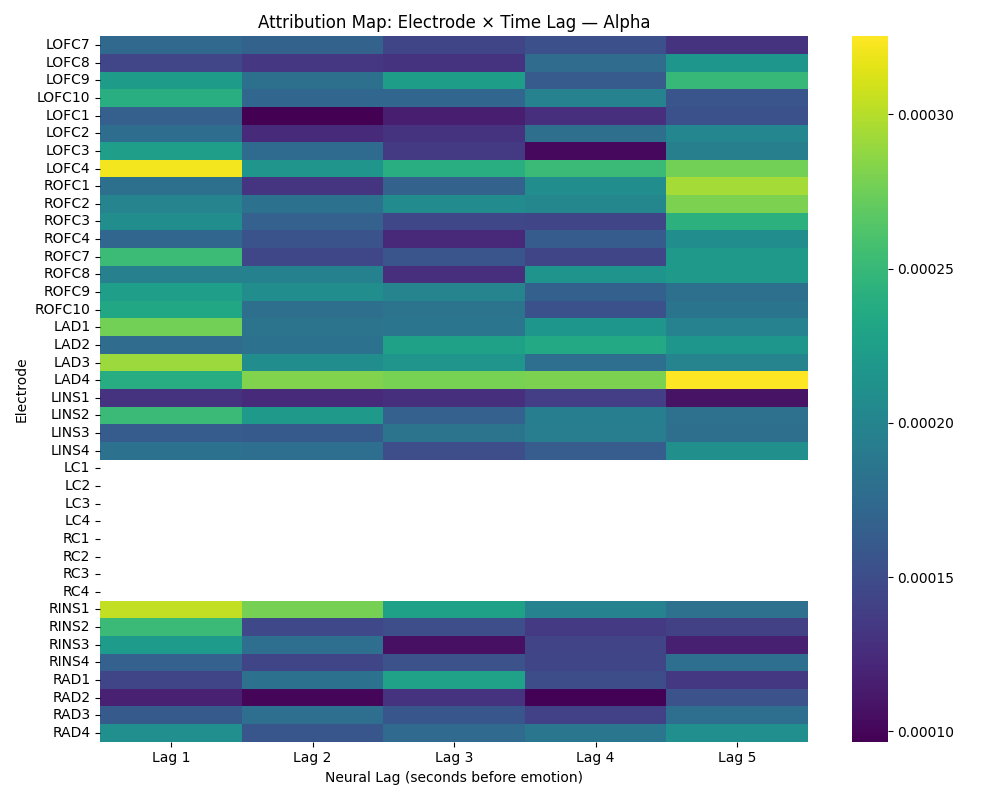 Attribution Map: Electrode × Time Lag — Alpha
LOFC7
LOFC8
LOFC9
LOFC10
LOFC1
LOFC2
LOFC3
LOFC4
ROFC1
ROFC2
ROFC3
ROFC4
ROFC7
ROFC8
ROFC9
ROFC10
LAD1
LAD2
LAD3
LAD4
LINS1
LINS2
LINS3
LINS4
LC1
LC2
LC3
LC4
RC1
RC2
RC3
RC4
RINS1
RINS2
RINS3
RINS4
RAD1
RAD2
RAD3
RAD4
Electrode
Lag 1
Lag 2
Lag 3
Lag 4
Lag 5
Neural Lag (seconds before emotion)
0.00030
0.00025
0.00020
0.00015
0.00010